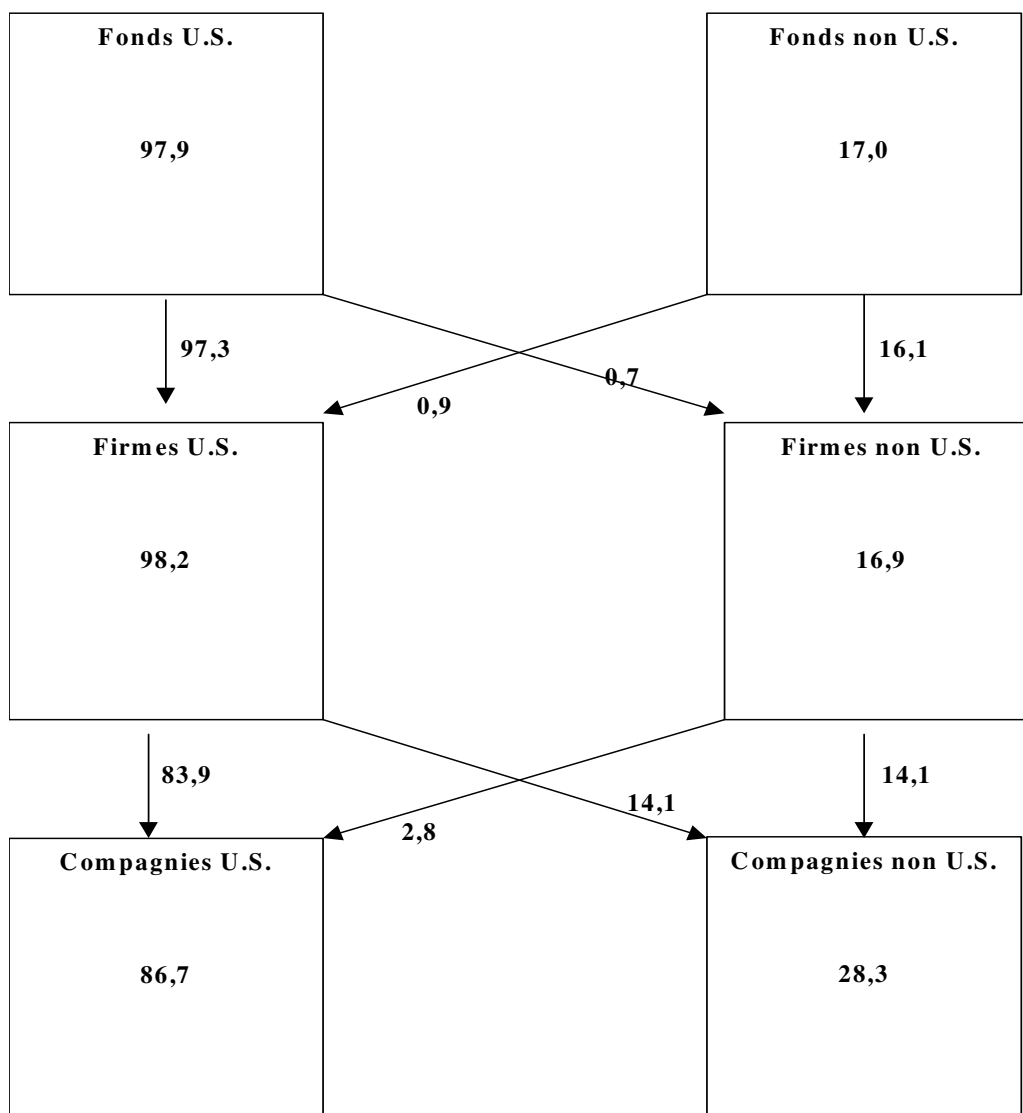 Fonds U.S.
Fonds non U.S.
97,9
17,0
97,3
16,1
0,7
0,9
Firmes U.S.
Firmes non U.S.
98,2
16,9
83,9
14,1
14,1
2,8
Compagnies U.S.
Compagnies non U.S.
86,7
28,3